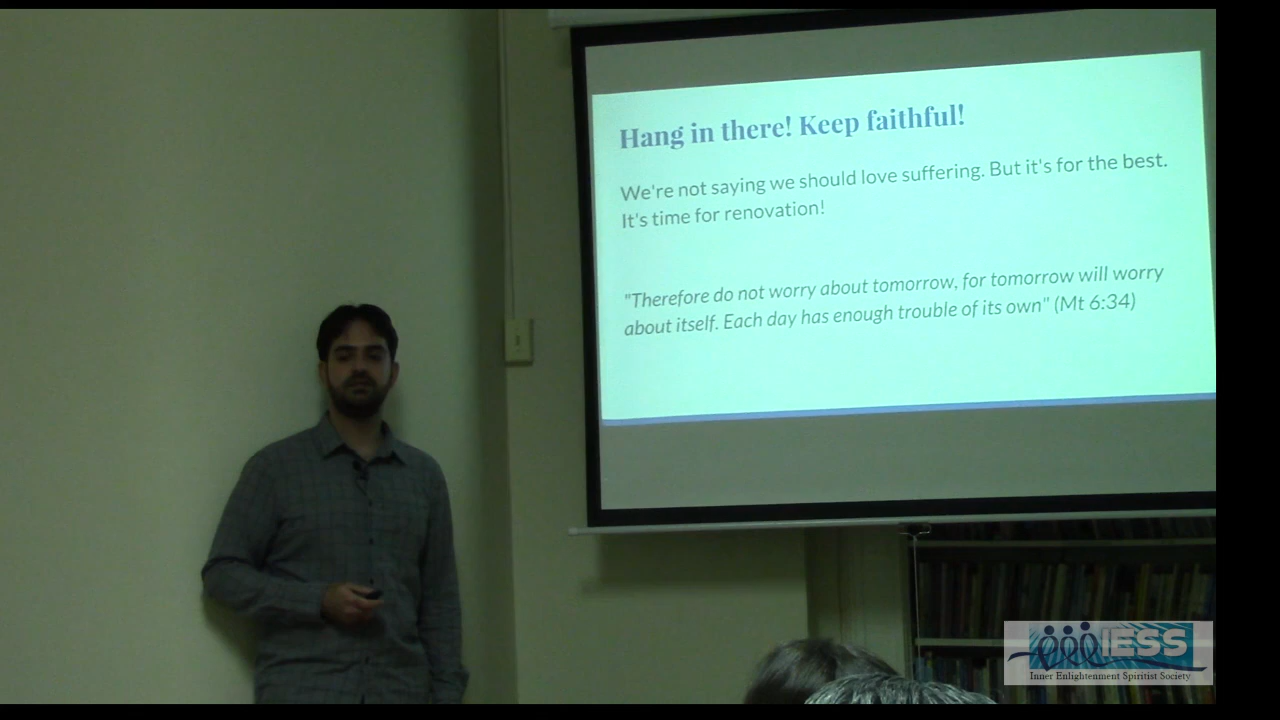 Hang in there! Keep faithful!
We're not saying we should love suffering. But it's for the best.
It's time for renovation!
"Therefore do not worry about tomorrow, for tomorrow will worry
about itself. Each day has enough trouble of its own" (Mt 6:34)
IESS
Inner Enlightenment Spiritist Society